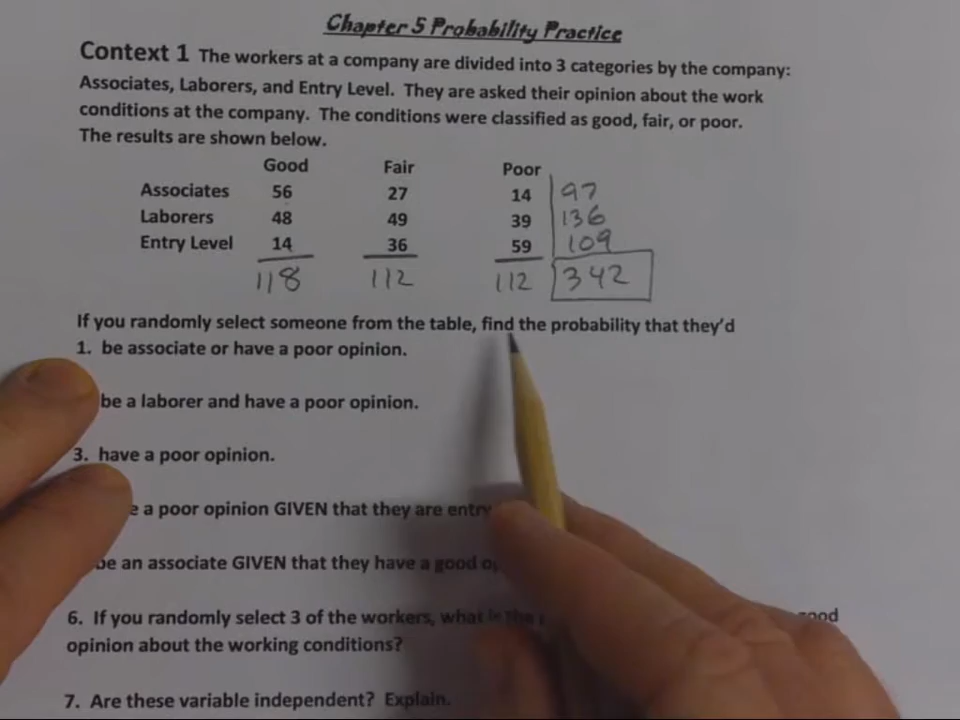 Chapter 5 Probability Practice
Context 1 The workers at a company are divided into 3 categories by the company:
Associates, Laborers, and Entry Level. They are asked their opinion about the work
conditions at the company. The conditions were classified as good, fair, or poor.
The results are shown below.
Good Fair Poor
Associates 56 27 14 97
Laborers 48 49 39 136
Entry Level 14 36 59 109
118 112 112 342
If you randomly select someone from the table, find the probability that they'd
1. be associate or have a poor opinion.
be a laborer and have a poor opinion.
3. have a poor opinion.
a poor opinion GIVEN that they are entry
be an associate GIVEN that they have a good
6. If you randomly select 3 of the workers, what is the good
opinion about the working conditions?
7. Are these variable independent? Explain.